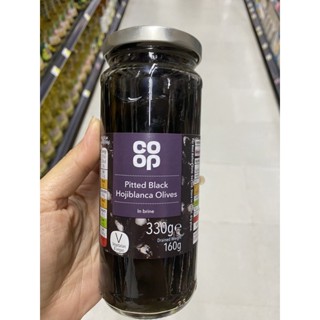 CO
OP
Pitted Black
Hojiblanca Olives
In brine
330g℮
Drained Weight
160g
V